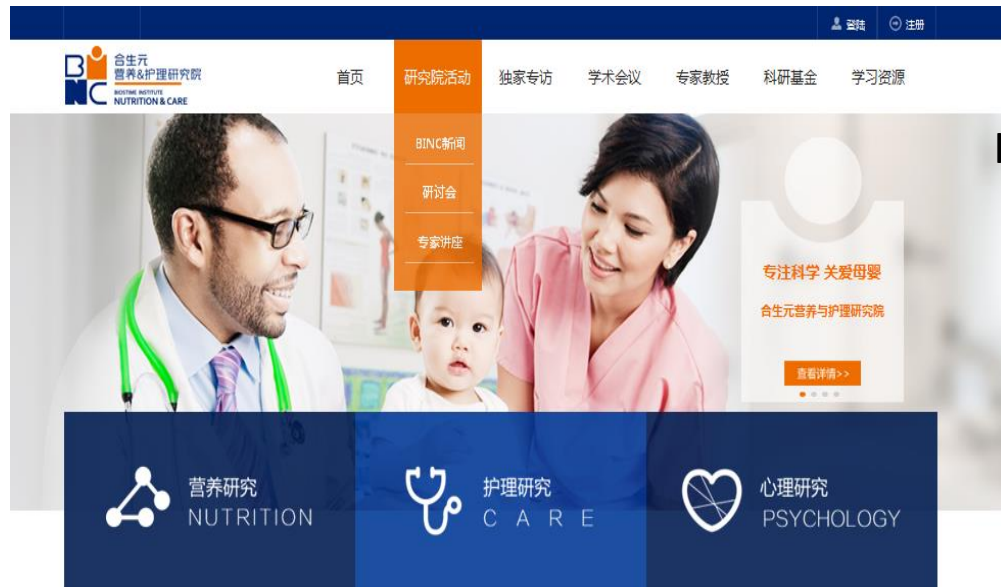 登陆
注册
BINC
合生元
营养&护理研究院
BIOSTIME INSTITUTE
NUTRITION & CARE
首页
研究院活动
独家专访
学术会议
专家教授
科研基金
学习资源
BINC新闻
研讨会
专家讲座
专注科学 关爱母婴
合生元营养与护理研究院
查看详情>>
营养研究
NUTRITION
护理研究
CARE
心理研究
PSYCHOLOGY